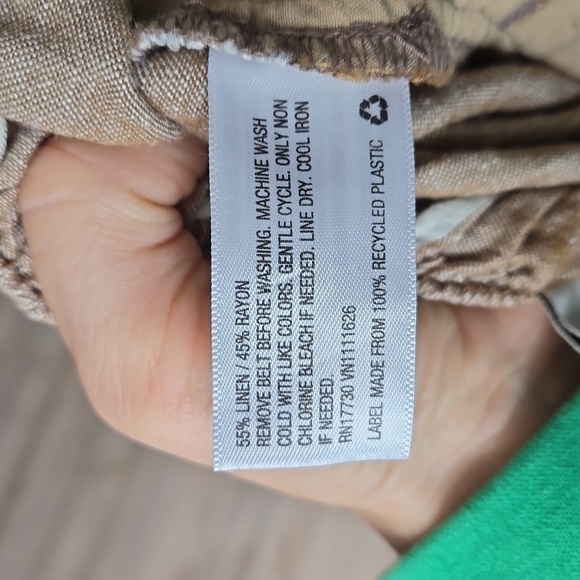 55% LINEN / 45% RAYON
REMOVE BELT BEFORE WASHING. MACHINE WASH
COLD WITH LIKE COLORS. GENTLE CYCLE. ONLY NON
CHLORINE BLEACH IF NEEDED. LINE DRY. COOL IRON
IF NEEDED.
RN17730 VN1111626
LABEL MADE FROM 100% RECYCLED PLASTIC